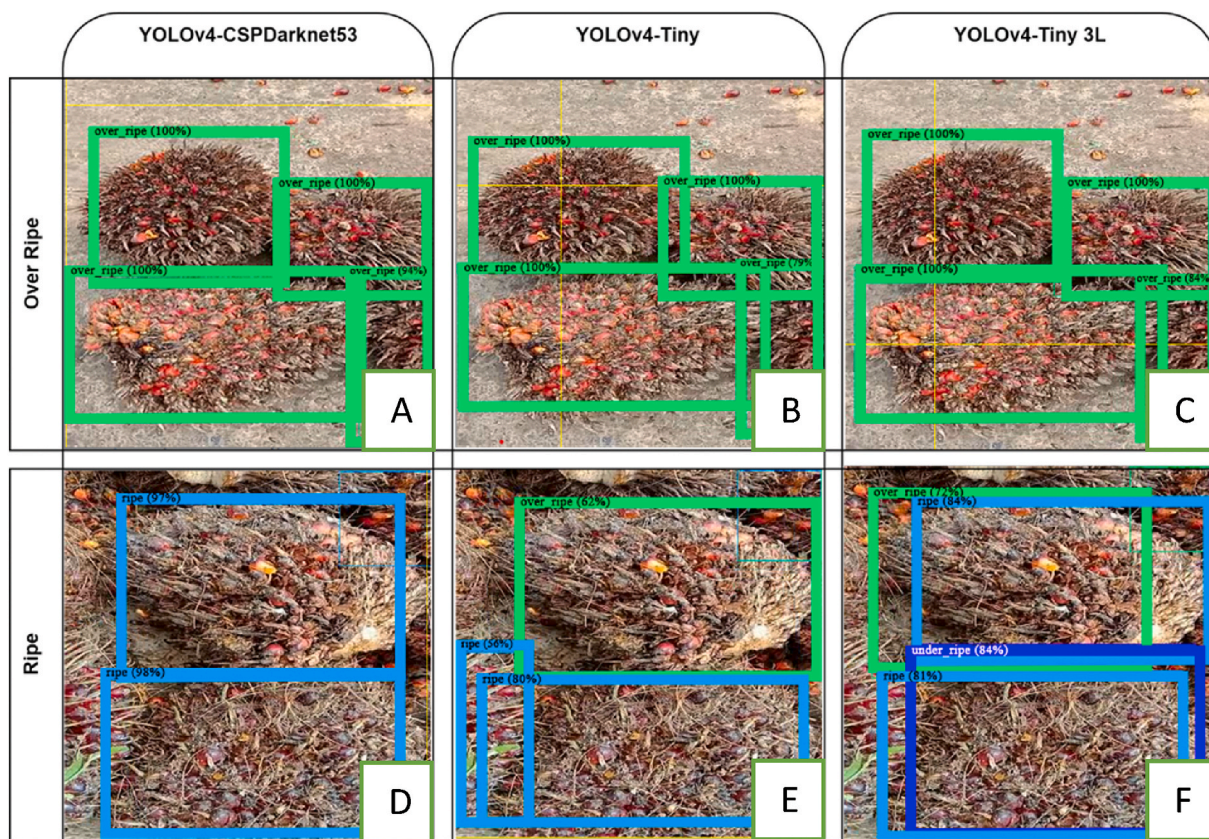 YOLOv4-CSPDarknet53
YOLOv4-Tiny
YOLOv4-Tiny 3L
Over Ripe
over_ripe (100%)
over_ripe (100%)
over_ripe (100%)
over_ripe (94%)
A
over_ripe (100%)
over_ripe (100%)
over_ripe (100%)
over_ripe (79%)
B
over_ripe (100%)
over_ripe (100%)
over_ripe (100%)
over_ripe (84%)
C
Ripe
ripe (97%)
ripe (98%)
D
over_ripe (62%)
ripe (56%)
ripe (80%)
E
over_ripe (72%)
ripe (84%)
under_ripe (84%)
ripe (81%)
F